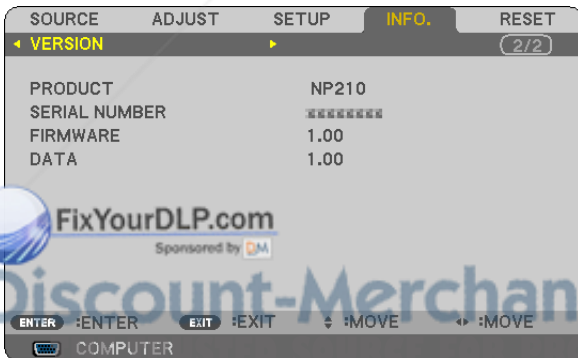 SOURCE ADJUST SETUP INFO. RESET
VERSION 2/2
PRODUCT NP210
SERIAL NUMBER
FIRMWARE 1.00
DATA 1.00
FixYourDLP.com
Sponsored by DM
Discount-Merchan
ENTER :ENTER EXIT :EXIT :MOVE :MOVE
COMPUTER